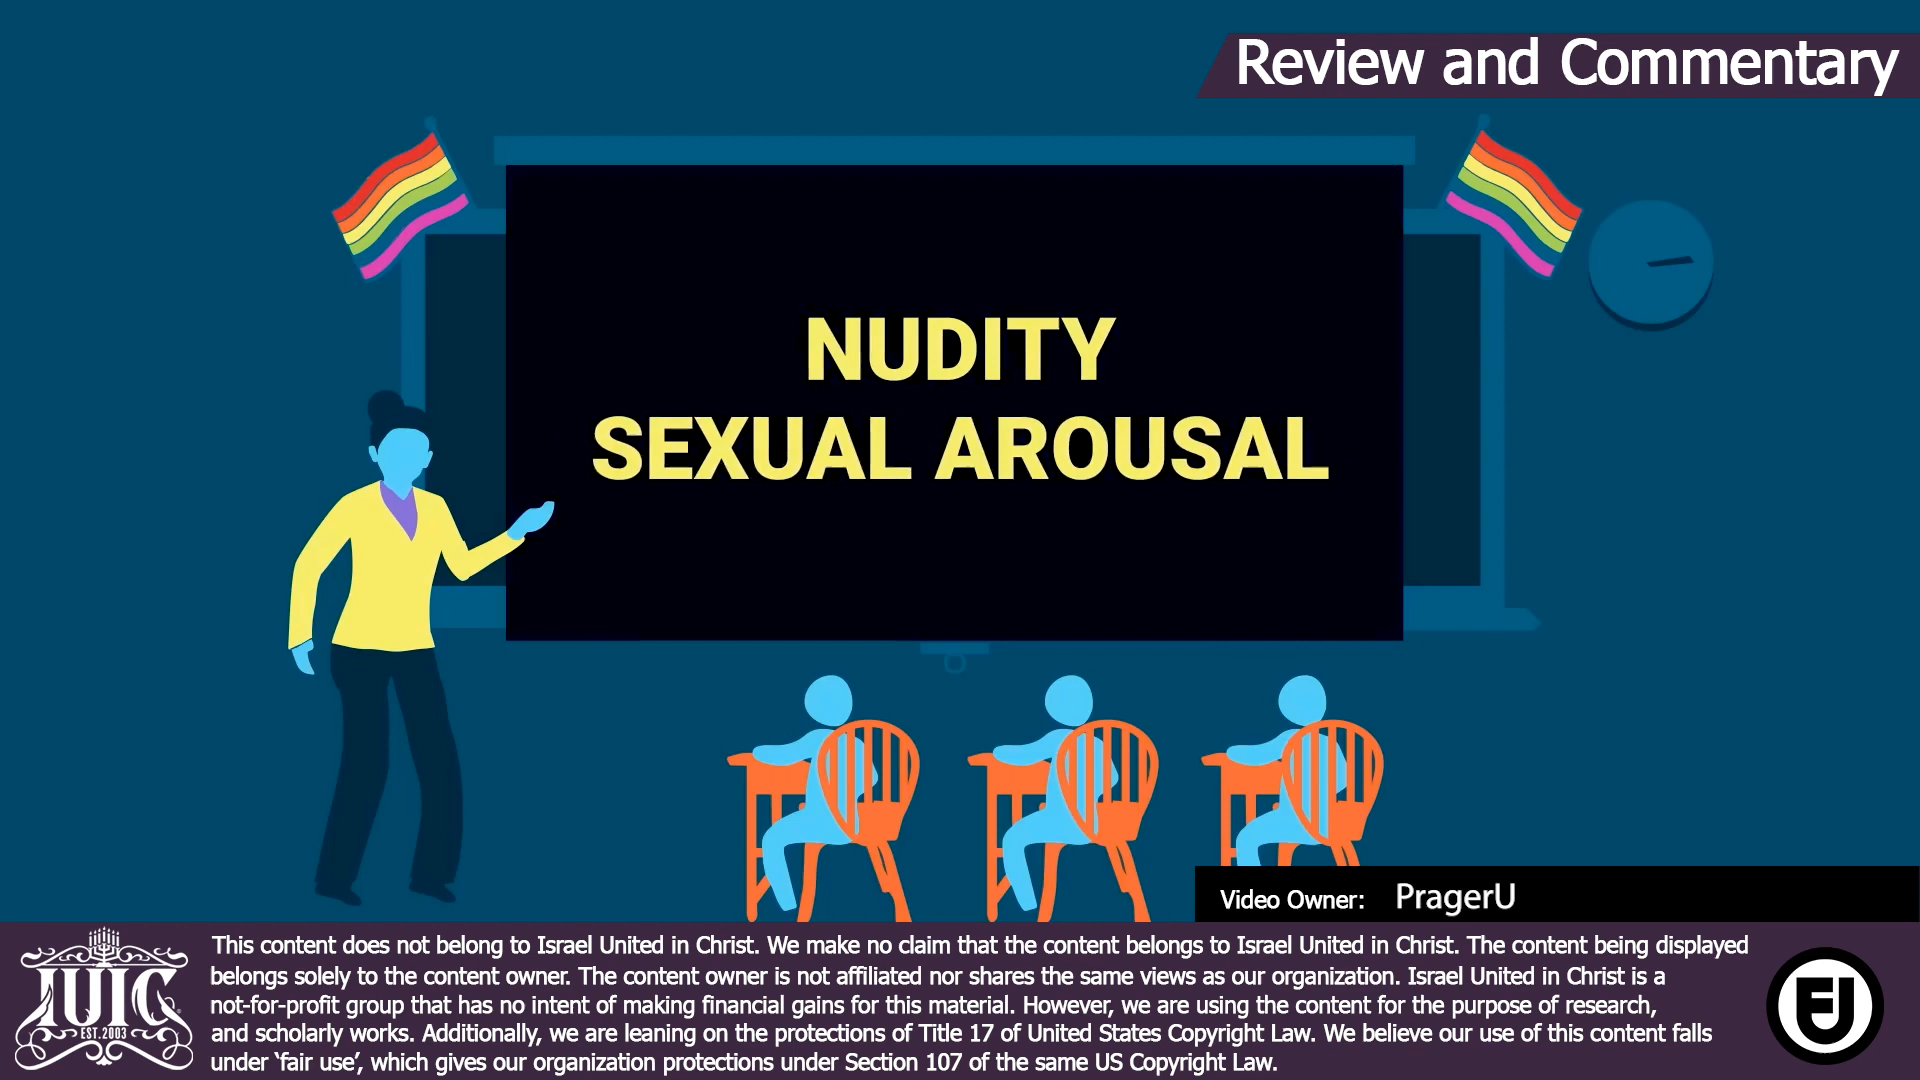 Review and Commentary
NUDITY
SEXUAL AROUSAL
Video Owner: PragerU
This content does not belong to Israel United in Christ. We make no claim that the content belongs to Israel United in Christ. The content being displayed
belongs solely to the content owner. The content owner is not affiliated nor shares the same views as our organization. Israel United in Christ is a
not-for-profit group that has no intent of making financial gains for this material. However, we are using the content for the purpose of research,
and scholarly works. Additionally, we are leaning on the protections of Title 17 of United States Copyright Law. We believe our use of this content falls
under ‘fair use’, which gives our organization protections under Section 107 of the same US Copyright Law.
IUIC
EST. 2003